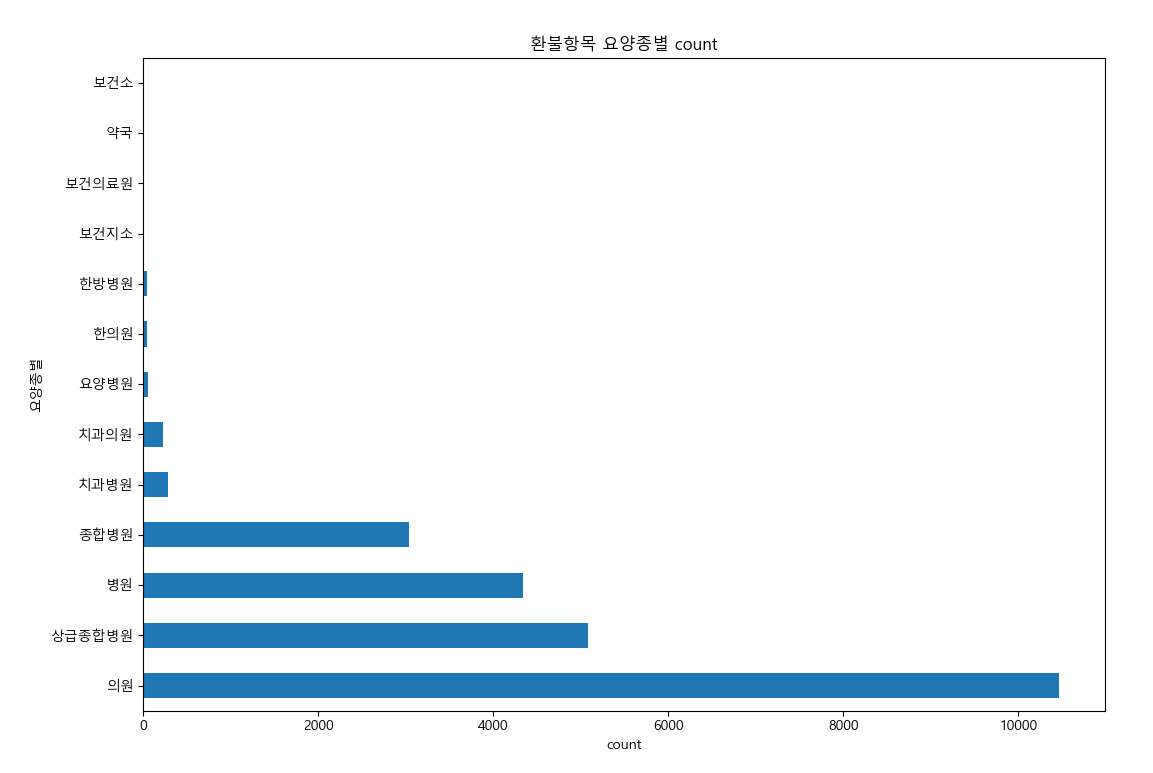 환불항목 요양종별 count
보건소
약국
보건의료원
보건지소
한방병원
한의원
요양병원
치과의원
치과병원
종합병원
병원
상급종합병원
의원
요양종별
0 2000 4000 6000 8000 10000
count